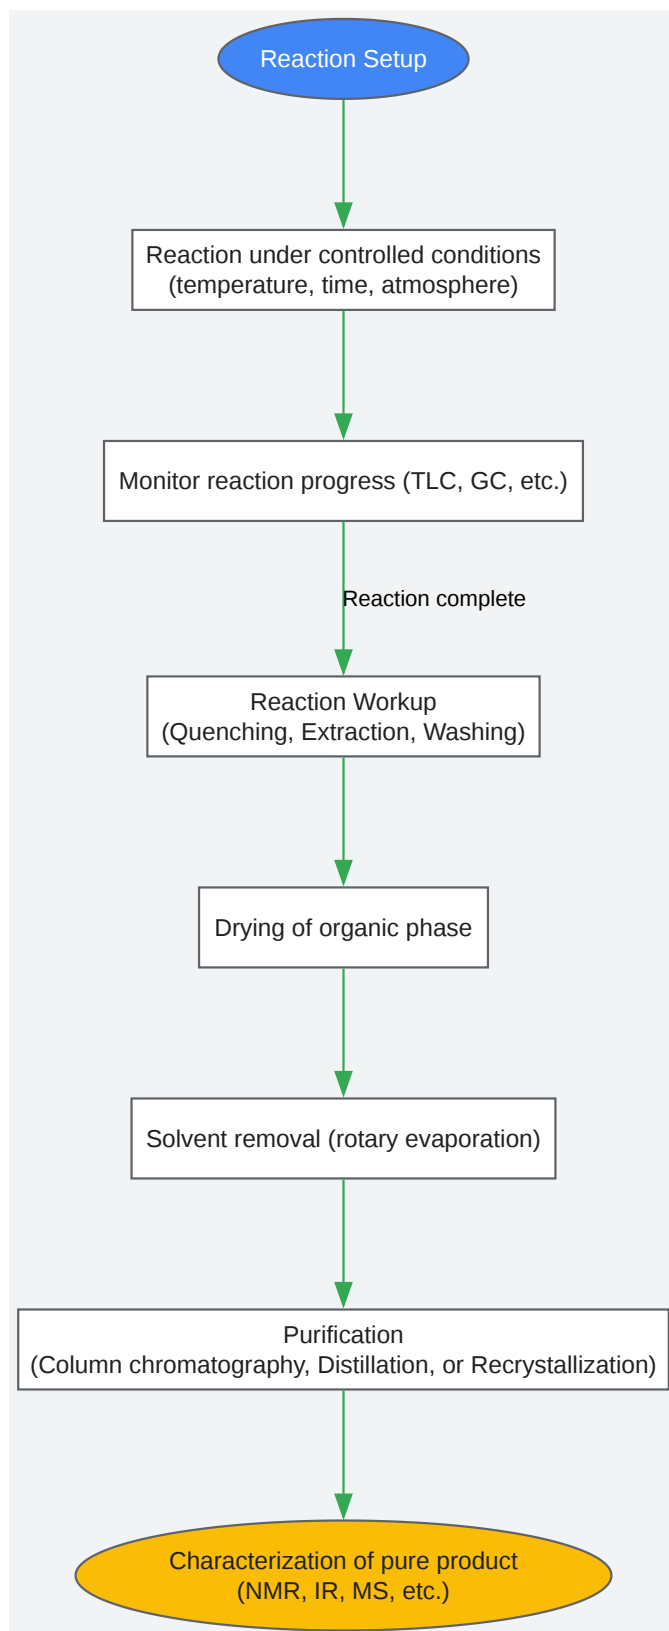 Reaction Setup
Reaction under controlled conditions
(temperature, time, atmosphere)
Monitor reaction progress (TLC, GC, etc.)
Reaction complete
Reaction Workup
(Quenching, Extraction, Washing)
Drying of organic phase
Solvent removal (rotary evaporation)
Purification
(Column chromatography, Distillation, or Recrystallization)
Characterization of pure product
(NMR, IR, MS, etc.)